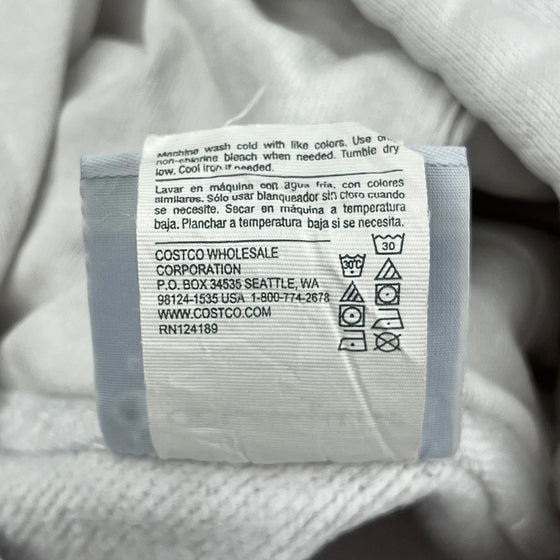 Machine wash cold with like colors. Use
non-chlorine bleach when needed. Tumble dry
low. Cool iron if needed.
Lavar en máquina con agua fría, con colores
similares. Sólo usar blanqueador sin cloro cuando
se necesite. Secar en máquina a temperatura
baja. Planchar a temperatura baja si se necesita.
COSTCO WHOLESALE
CORPORATION
P.O. BOX 34535 SEATTLE, WA
98124-1535 USA 1-800-774-2678
WWW.COSTCO.COM
RN124189
30°C
30